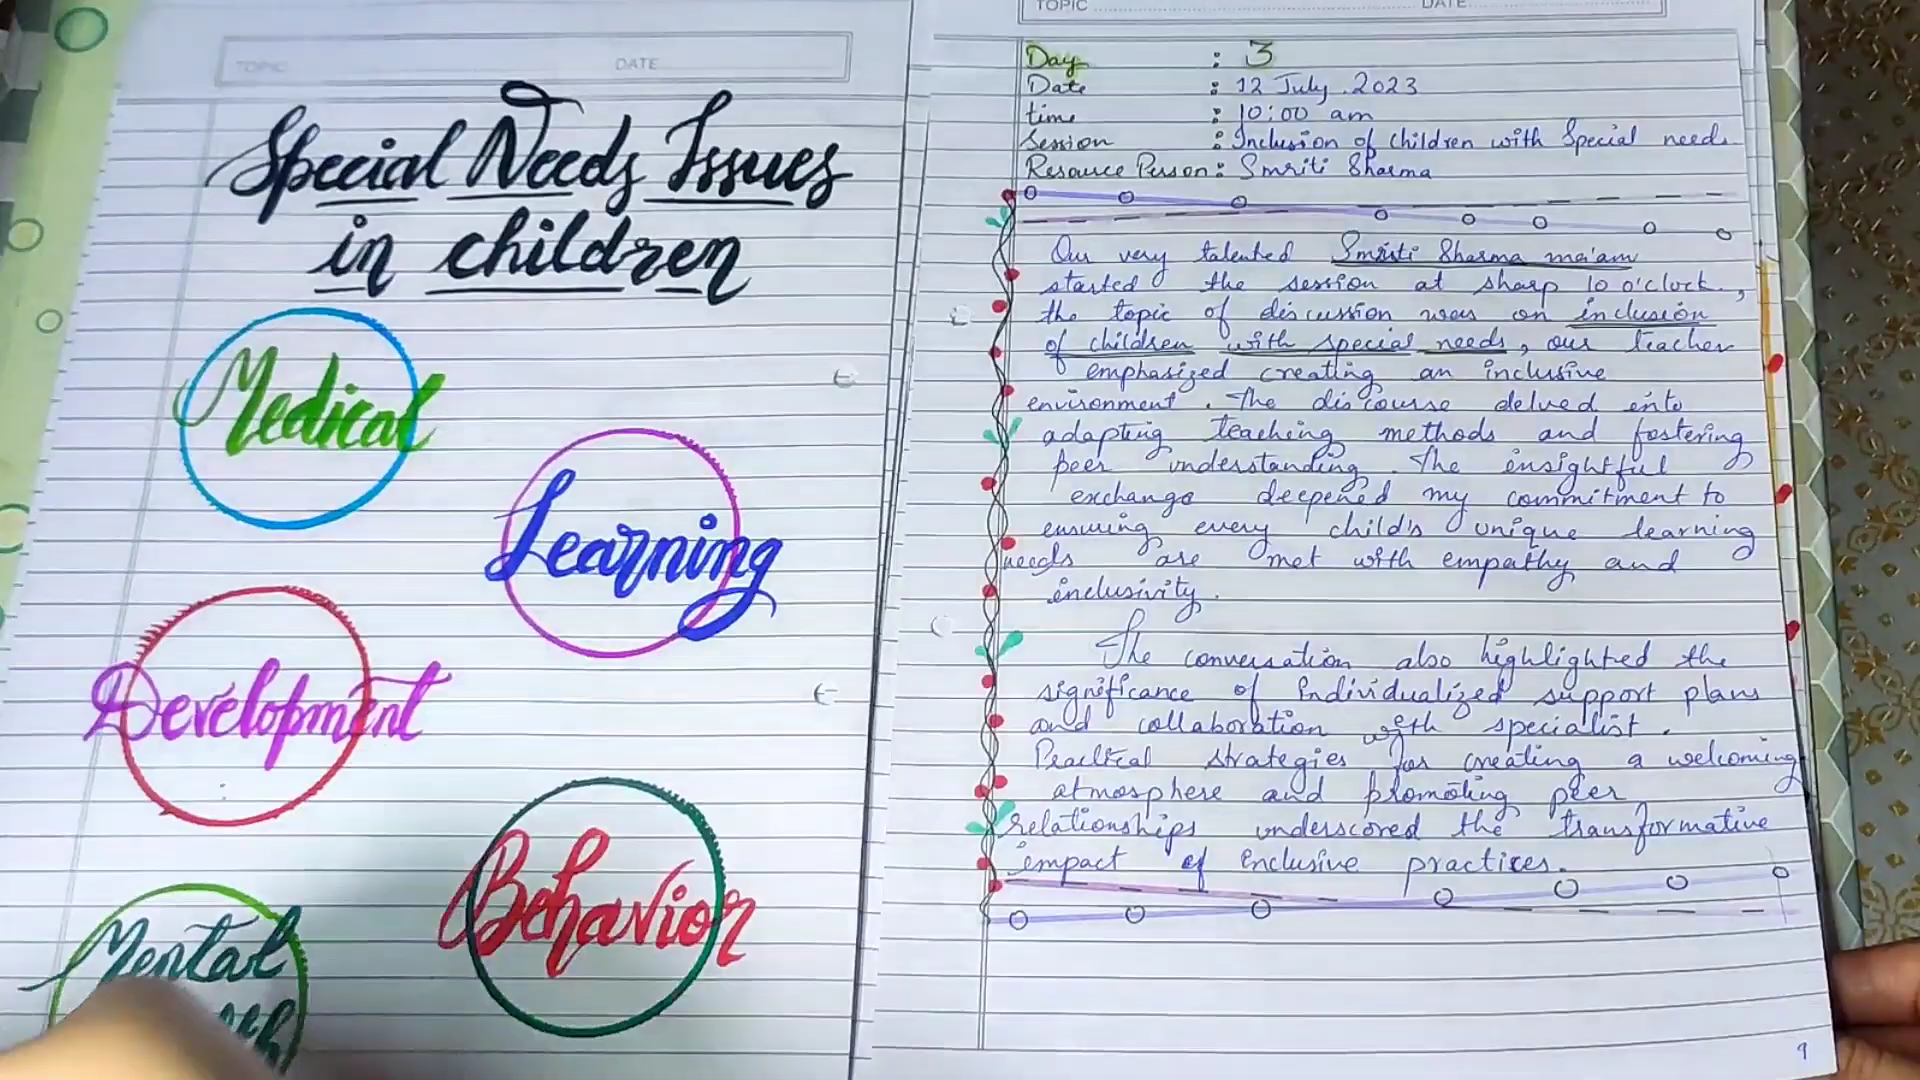 TOPIC DATE
Special Needs Issues
in children
Medical
Learning
Development
Behavior
Mental
TOPIC DATE
Day : 3
Date : 12 July.2023
time : 10:00 am
Session : Inclusion of children with Special needs
Resource Person : Smriti Sharma
Our very talented Smriti Sharma ma'am
started the session at sharp 10 o'clock.,
the topic of discussion was on inclusion
of children with special needs, our teacher
emphasized creating an inclusive
environment. The discourse delved into
adapting teaching methods and fostering
peer understanding. The insightful
exchange deepened my commitment to
ensuring every child's unique learning
needs are met with empathy and
inclusivity.
The conversation also highlighted the
significance of individualized support plans
and collaboration with specialist.
Practical strategies for creating a welcoming
atmosphere and promoting peer
relationships underscored the transformative
impact of inclusive practices.
9